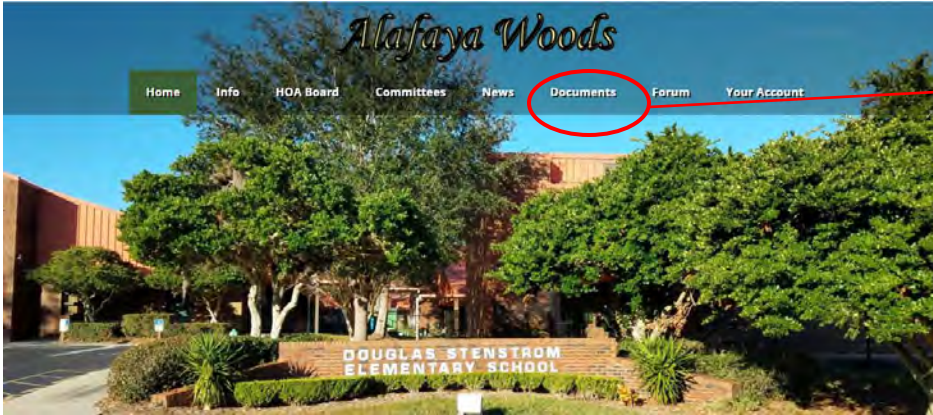 Alafaya Woods
Home Info HOA Board Committees News Documents Forum Your Account
DOUGLAS STENSTROM
ELEMENTARY SCHOOL